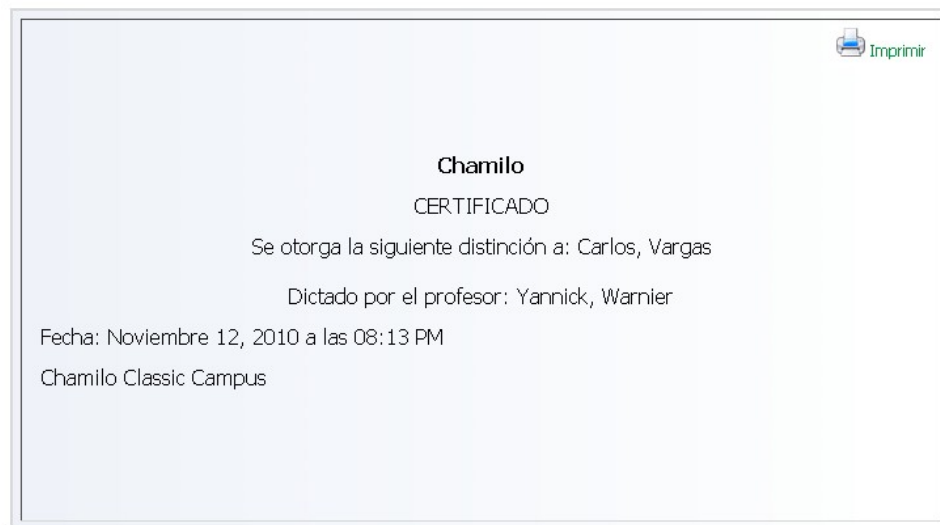 Imprimir
Chamilo
CERTIFICADO
Se otorga la siguiente distinción a: Carlos, Vargas
Dictado por el profesor: Yannick, Warnier
Fecha: Noviembre 12, 2010 a las 08:13 PM
Chamilo Classic Campus